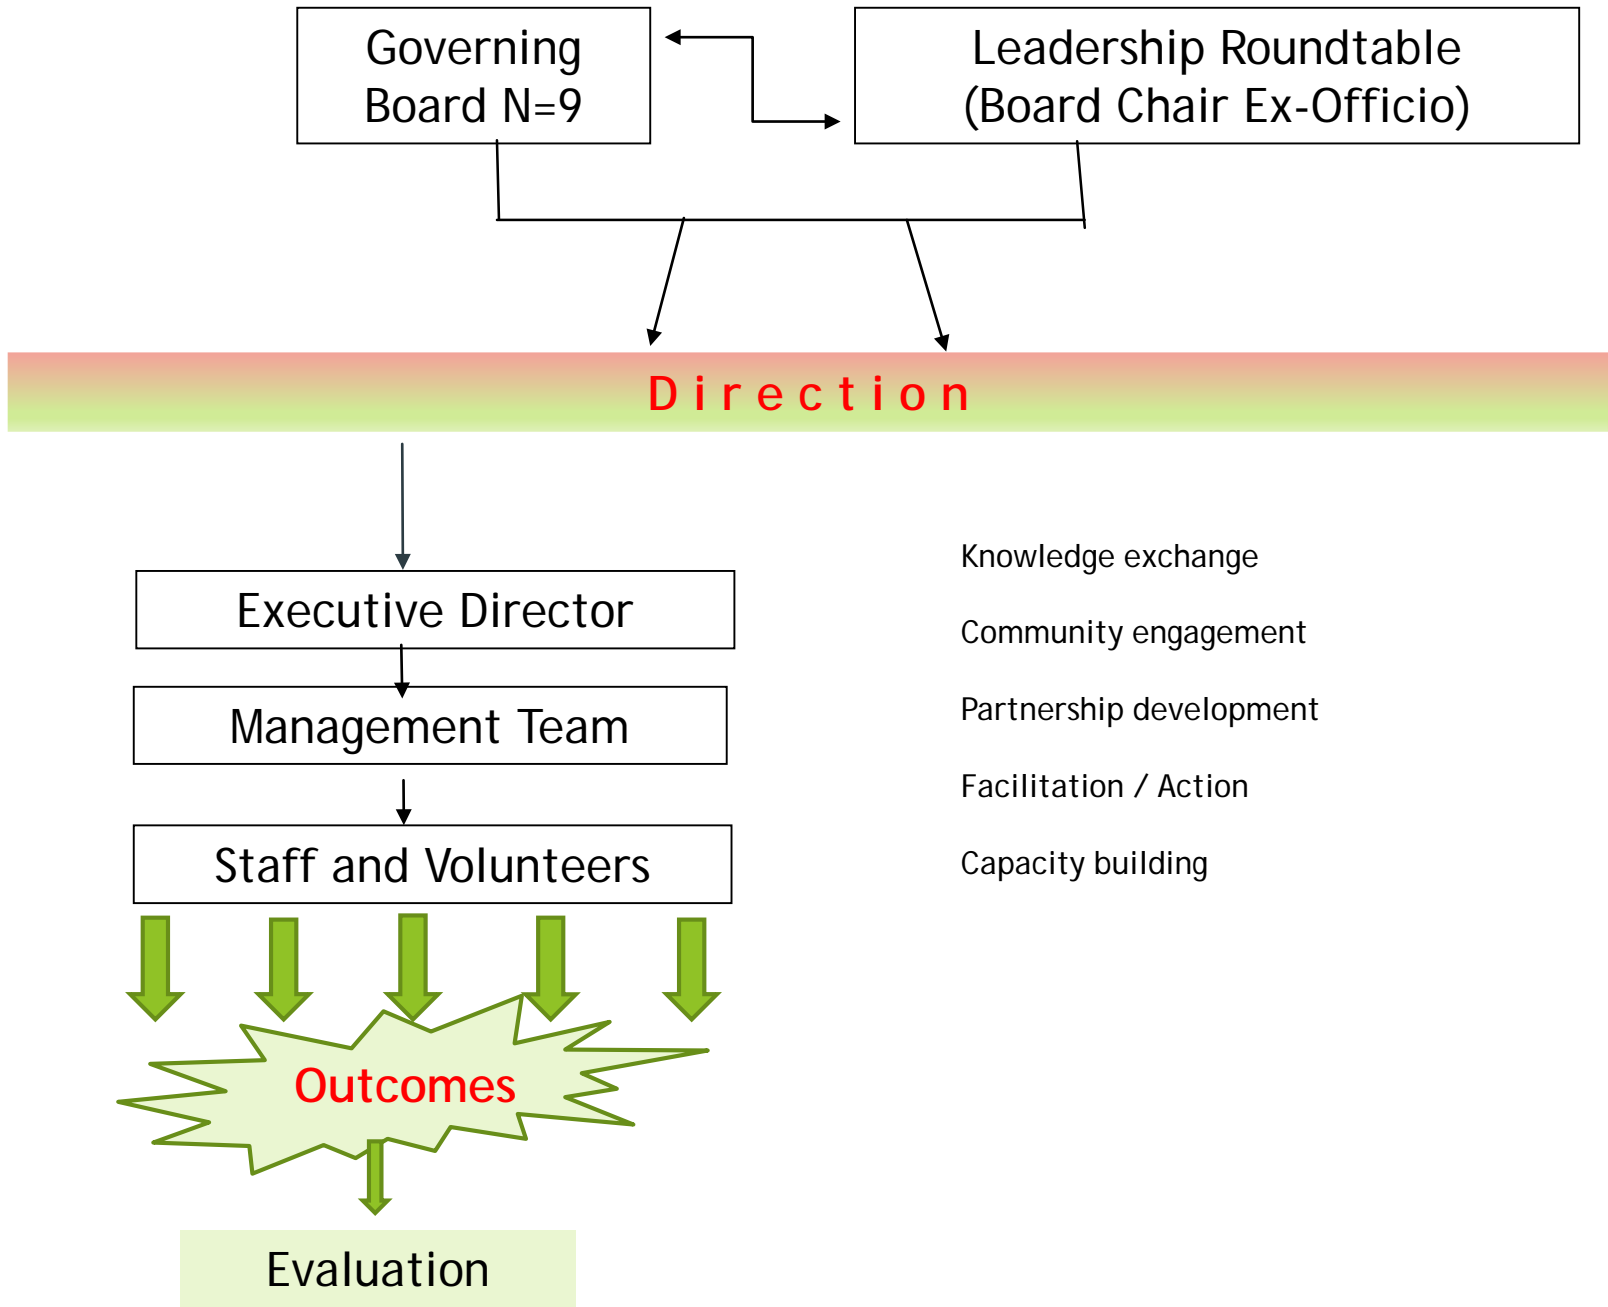 Governing
Board N=9
Leadership Roundtable
(Board Chair Ex-Officio)
Direction
Executive Director
Management Team
Staff and Volunteers
Knowledge exchange
Community engagement
Partnership development
Facilitation / Action
Capacity building
Outcomes
Evaluation